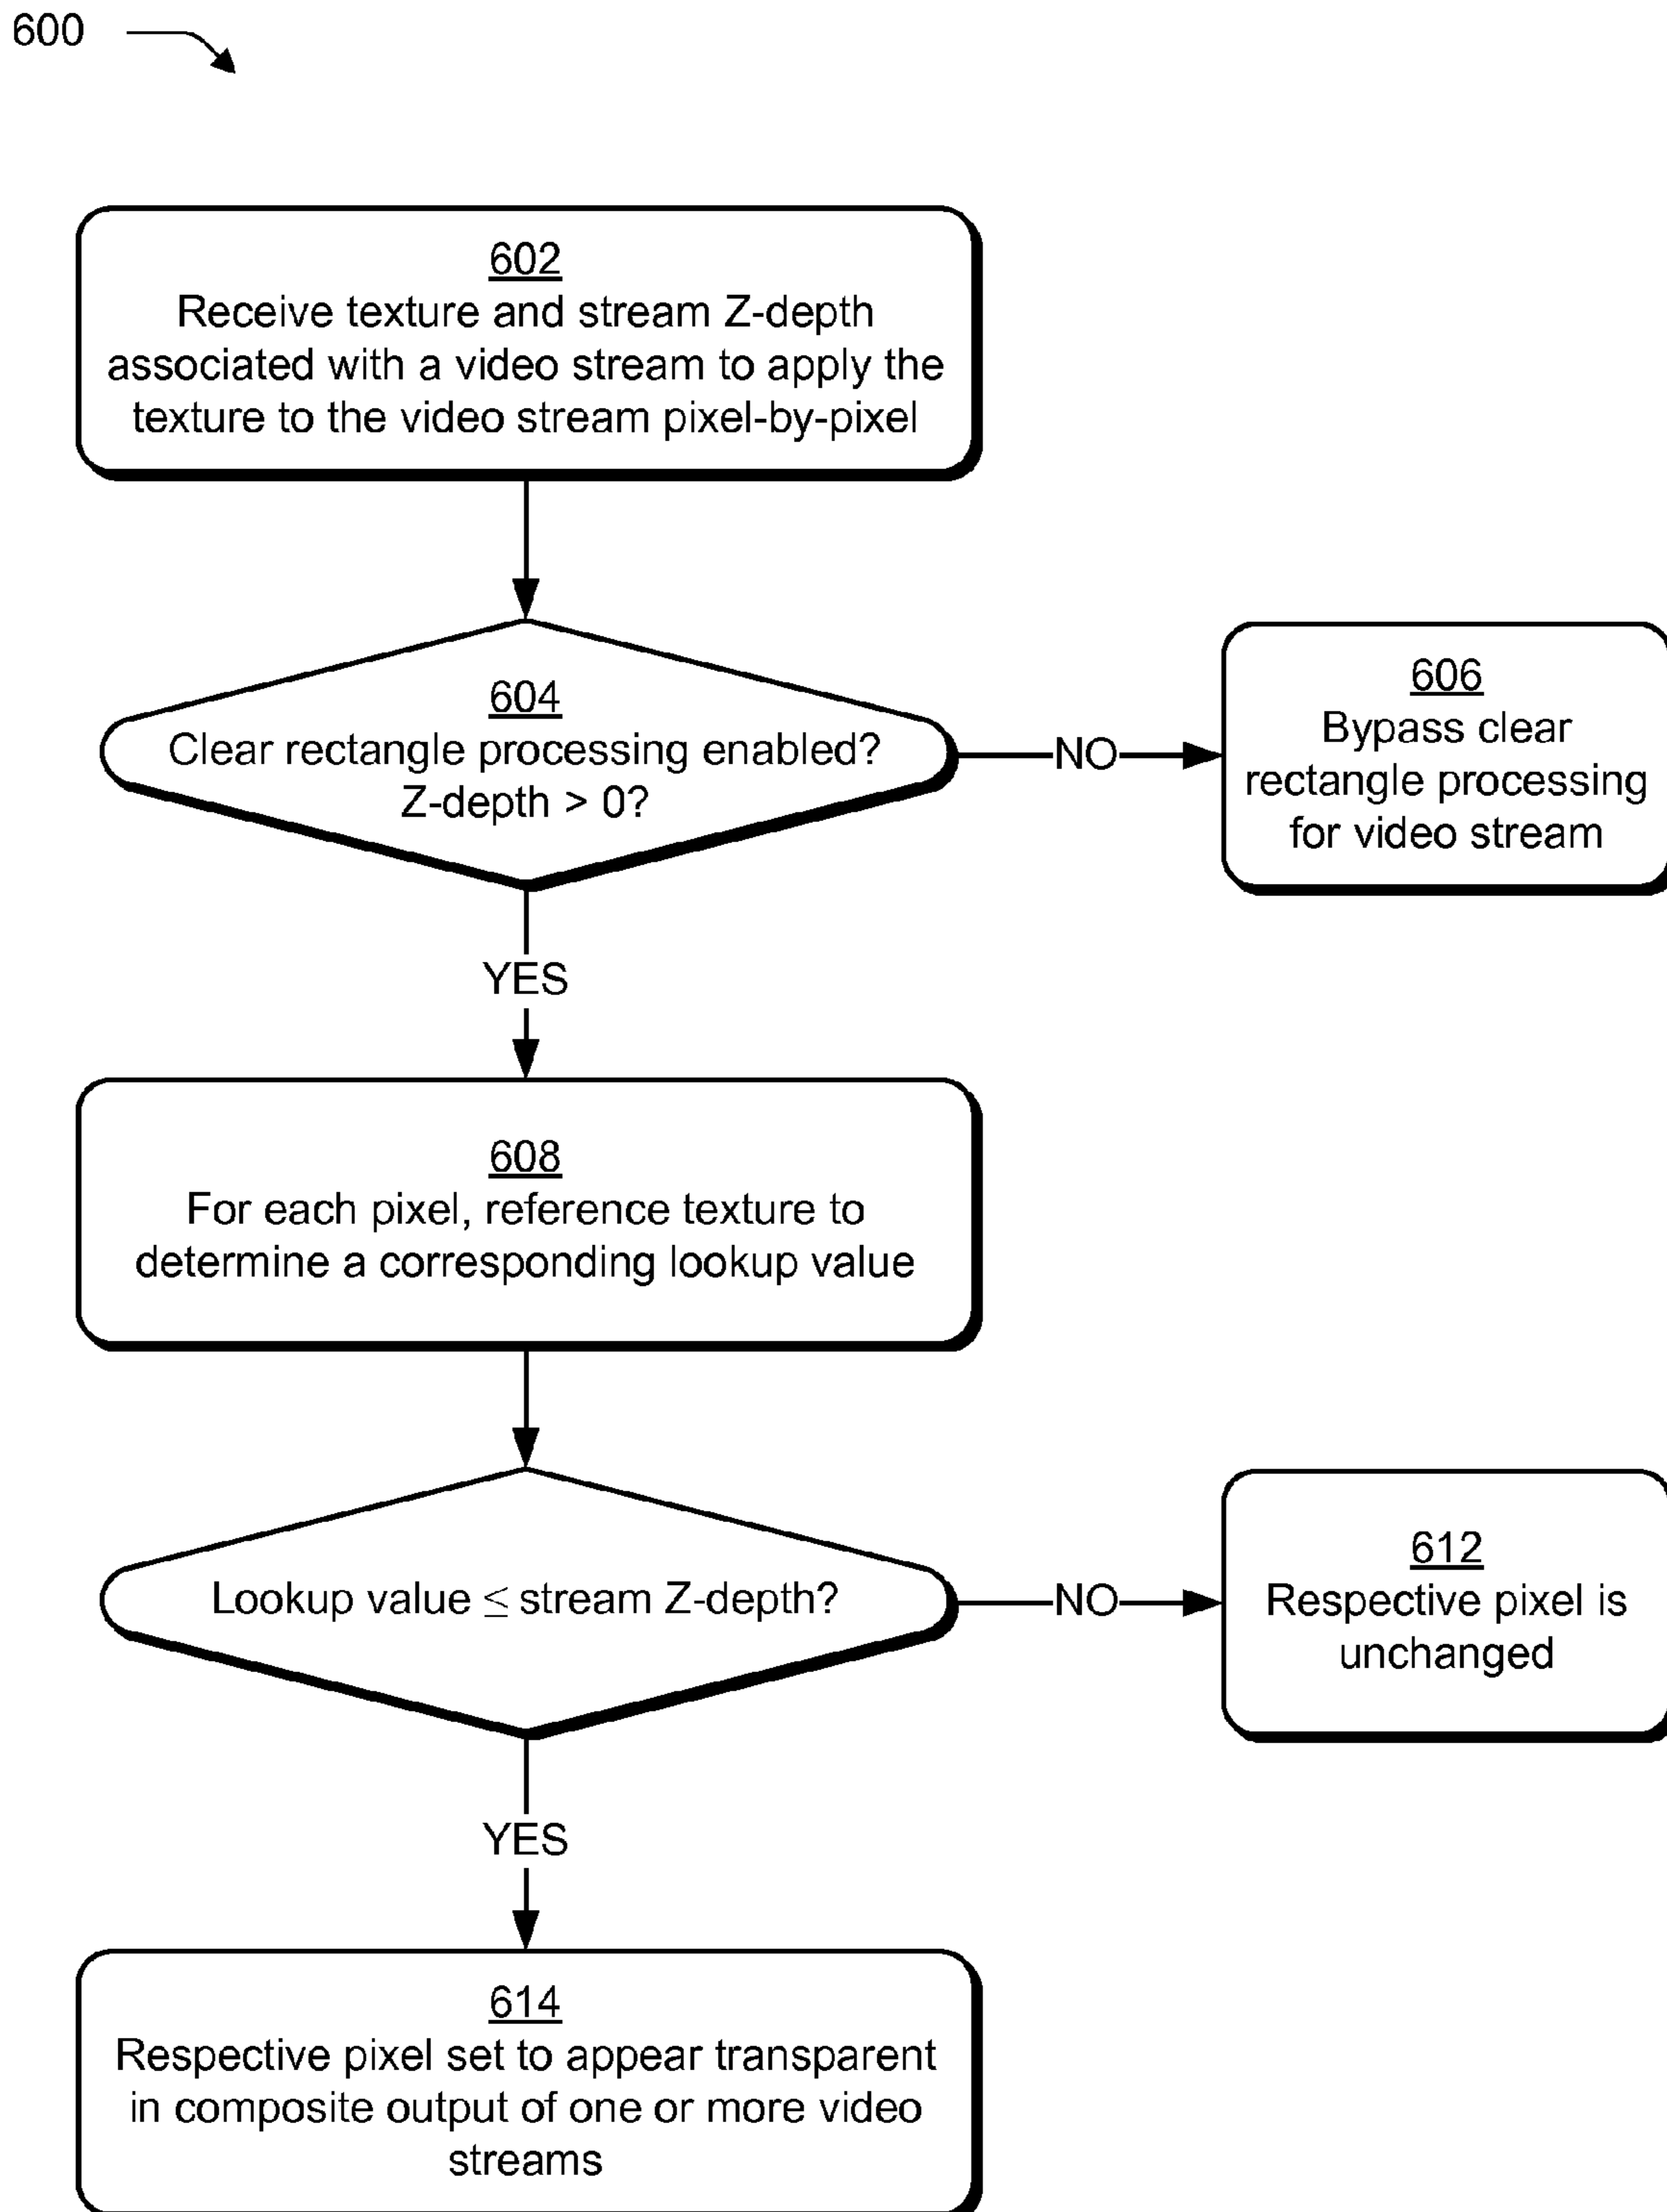 600
602
Receive texture and stream Z-depth
associated with a video stream to apply the
texture to the video stream pixel-by-pixel
604
Clear rectangle processing enabled?
Z-depth > 0?
NO
606
Bypass clear
rectangle processing
for video stream
YES
608
For each pixel, reference texture to
determine a corresponding lookup value
Lookup value ≤ stream Z-depth?
NO
612
Respective pixel is
unchanged
YES
614
Respective pixel set to appear transparent
in composite output of one or more video
streams